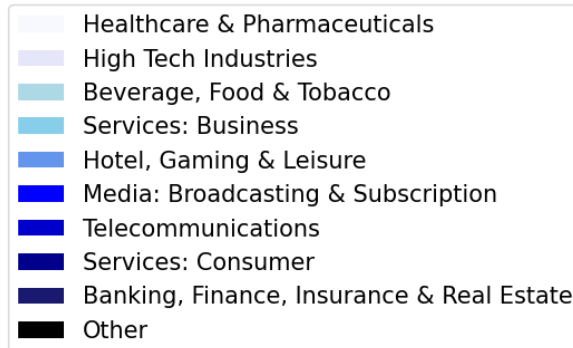 Healthcare & Pharmaceuticals
High Tech Industries
Beverage, Food & Tobacco
Services: Business
Hotel, Gaming & Leisure
Media: Broadcasting & Subscription
Telecommunications
Services: Consumer
Banking, Finance, Insurance & Real Estate
Other